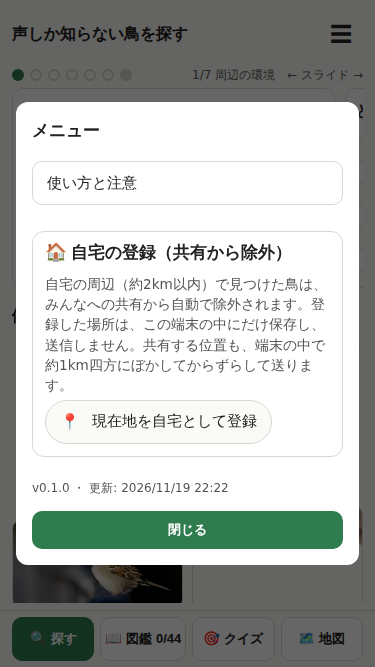 声しか知らない鳥を探す
1/7 周辺の環境 ← スライド →
メニュー
使い方と注意
🏠 自宅の登録（共有から除外）
自宅の周辺（約2km以内）で見つけた鳥は、
みんなへの共有から自動で除外されます。登
録した場所は、この端末の中にだけ保存し、
送信しません。共有する位置も、端末の中で
約1km四方にぼかしてからずらして送りま
す。
📍 現在地を自宅として登録
v0.1.0 ・ 更新: 2026/11/19 22:22
閉じる
🔍 探す
📖 図鑑 0/44
🎯 クイズ
🗺️ 地図